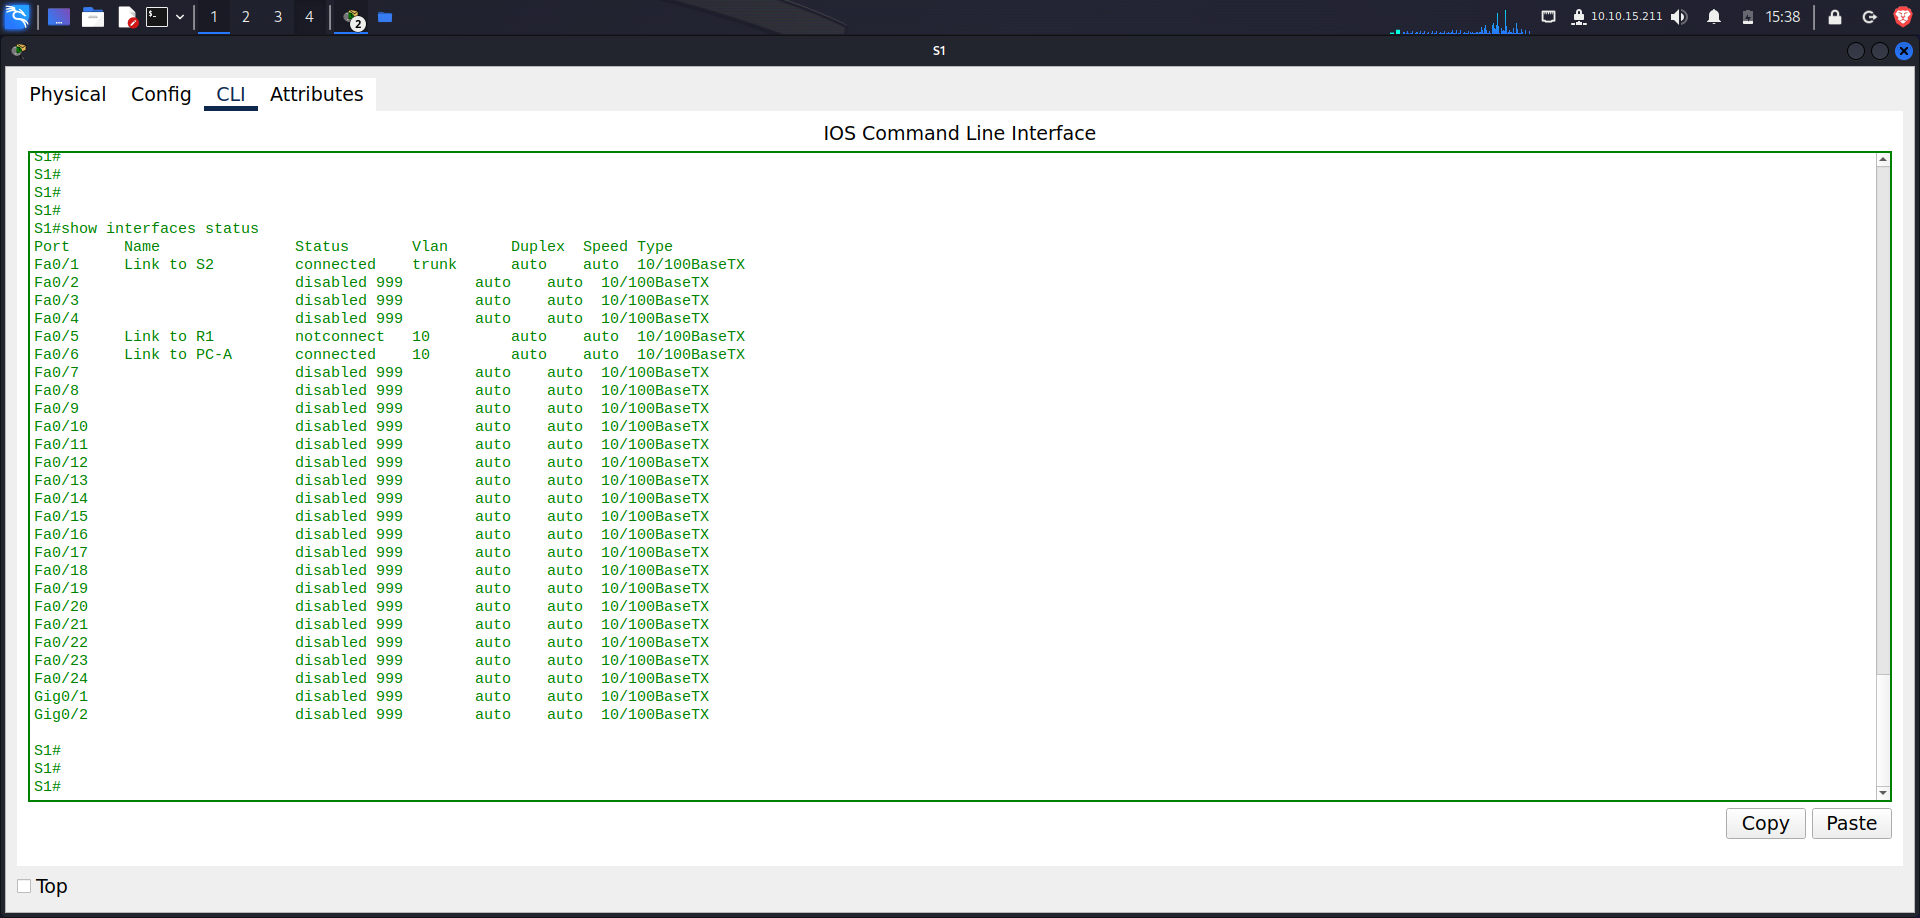 1 2 3 4 2 10.10.15.211 15:38
S1
Physical Config CLI Attributes
IOS Command Line Interface
S1#
S1#
S1#
S1#
S1#show interfaces status
Port Name Status Vlan Duplex Speed Type
Fa0/1 Link to S2 connected trunk auto auto 10/100BaseTX
Fa0/2 disabled 999 auto auto 10/100BaseTX
Fa0/3 disabled 999 auto auto 10/100BaseTX
Fa0/4 disabled 999 auto auto 10/100BaseTX
Fa0/5 Link to R1 notconnect 10 auto auto 10/100BaseTX
Fa0/6 Link to PC-A connected 10 auto auto 10/100BaseTX
Fa0/7 disabled 999 auto auto 10/100BaseTX
Fa0/8 disabled 999 auto auto 10/100BaseTX
Fa0/9 disabled 999 auto auto 10/100BaseTX
Fa0/10 disabled 999 auto auto 10/100BaseTX
Fa0/11 disabled 999 auto auto 10/100BaseTX
Fa0/12 disabled 999 auto auto 10/100BaseTX
Fa0/13 disabled 999 auto auto 10/100BaseTX
Fa0/14 disabled 999 auto auto 10/100BaseTX
Fa0/15 disabled 999 auto auto 10/100BaseTX
Fa0/16 disabled 999 auto auto 10/100BaseTX
Fa0/17 disabled 999 auto auto 10/100BaseTX
Fa0/18 disabled 999 auto auto 10/100BaseTX
Fa0/19 disabled 999 auto auto 10/100BaseTX
Fa0/20 disabled 999 auto auto 10/100BaseTX
Fa0/21 disabled 999 auto auto 10/100BaseTX
Fa0/22 disabled 999 auto auto 10/100BaseTX
Fa0/23 disabled 999 auto auto 10/100BaseTX
Fa0/24 disabled 999 auto auto 10/100BaseTX
Gig0/1 disabled 999 auto auto 10/100BaseTX
Gig0/2 disabled 999 auto auto 10/100BaseTX
S1#
S1#
S1#
Copy Paste
Top